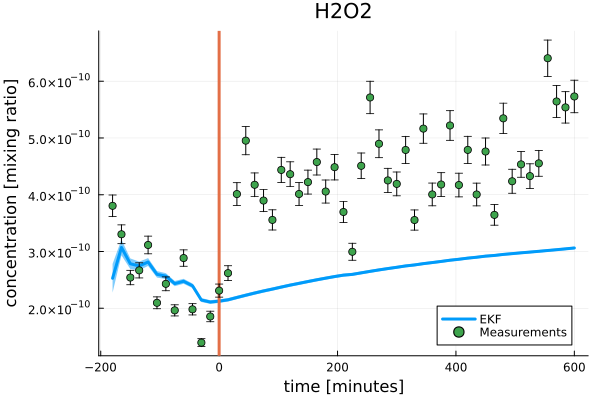 H2O2
concentration [mixing ratio]
6.0×10⁻¹⁰
5.0×10⁻¹⁰
4.0×10⁻¹⁰
3.0×10⁻¹⁰
2.0×10⁻¹⁰
EKF
Measurements
−200 0 200 400 600
time [minutes]